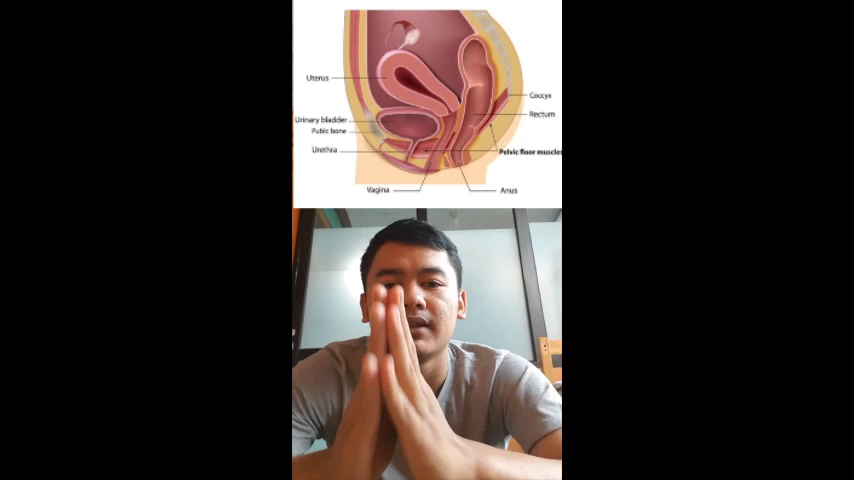 Uterus
Coccyx
Rectum
Urinary bladder
Pubic bone
Urethra
Pelvic floor muscles
Vagina
Anus